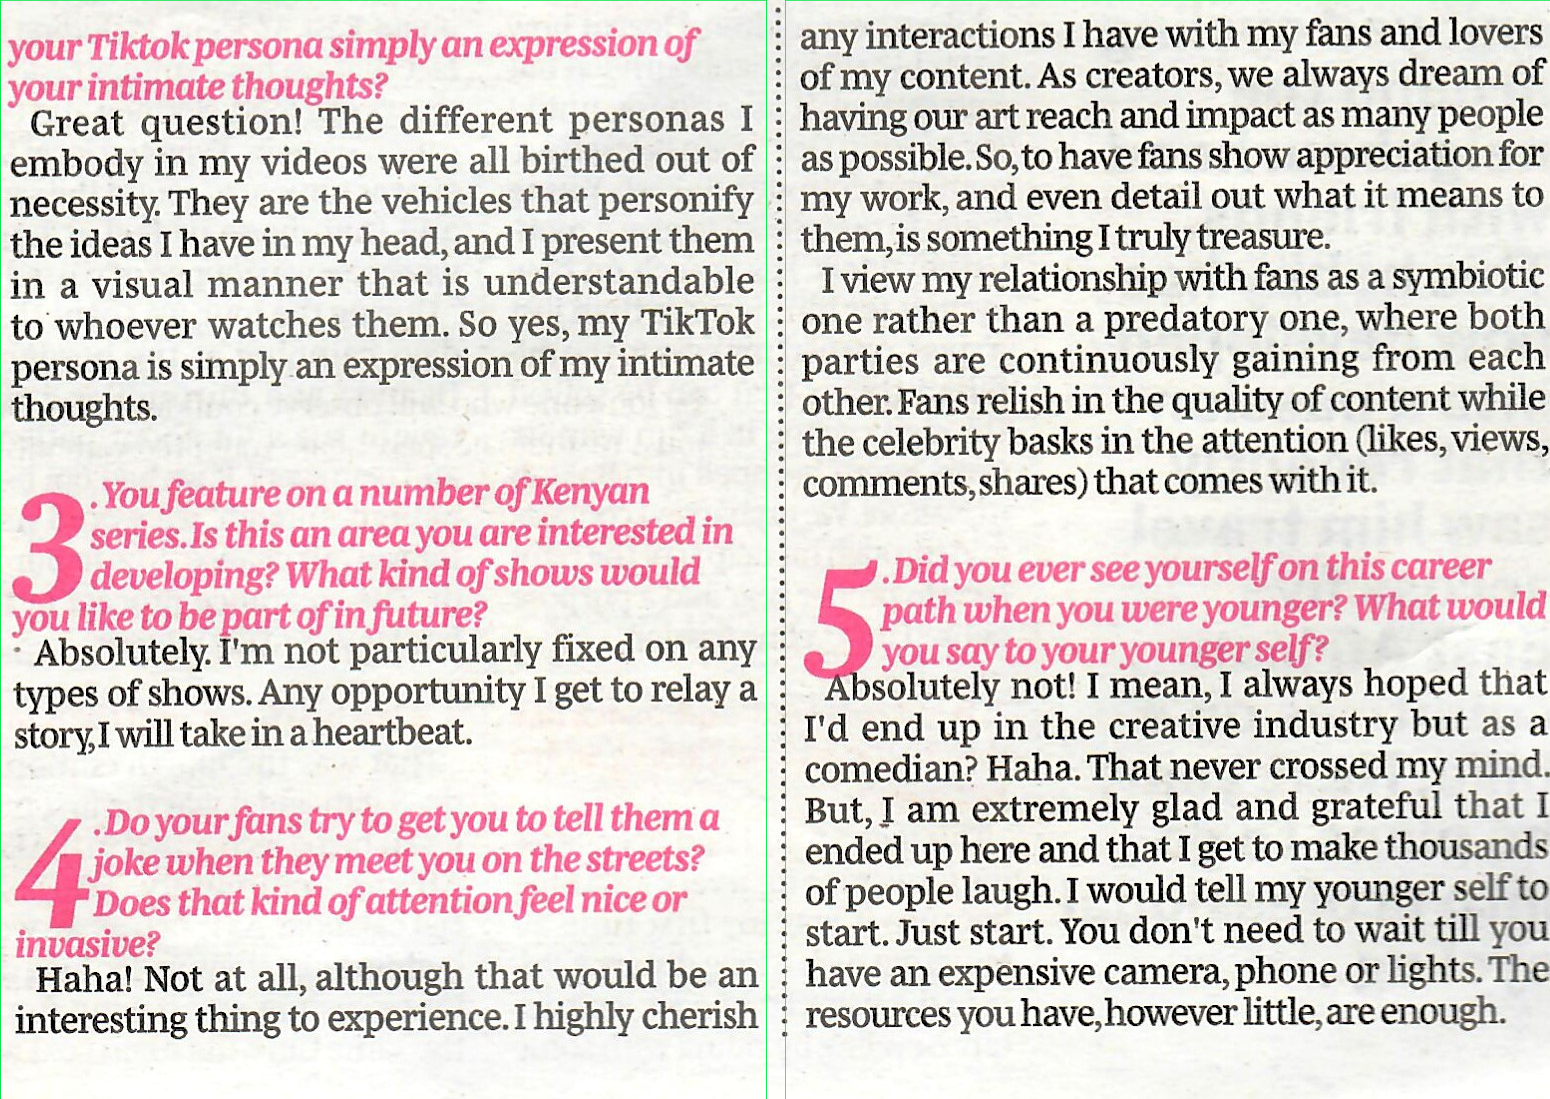 your Tiktok persona simply an expression of
your intimate thoughts?
Great question! The different personas I
embody in my videos were all birthed out of
necessity. They are the vehicles that personify
the ideas I have in my head, and I present them
in a visual manner that is understandable
to whoever watches them. So yes, my TikTok
persona is simply an expression of my intimate
thoughts.
3. You feature on a number of Kenyan
series. Is this an area you are interested in
developing? What kind of shows would
you like to be part of in future?
Absolutely. I'm not particularly fixed on any
types of shows. Any opportunity I get to relay a
story, I will take in a heartbeat.
4. Do your fans try to get you to tell them a
joke when they meet you on the streets?
Does that kind of attention feel nice or
invasive?
Haha! Not at all, although that would be an
interesting thing to experience. I highly cherish
any interactions I have with my fans and lovers
of my content. As creators, we always dream of
having our art reach and impact as many people
as possible. So, to have fans show appreciation for
my work, and even detail out what it means to
them, is something I truly treasure.
I view my relationship with fans as a symbiotic
one rather than a predatory one, where both
parties are continuously gaining from each
other. Fans relish in the quality of content while
the celebrity basks in the attention (likes, views,
comments, shares) that comes with it.
5. Did you ever see yourself on this career
path when you were younger? What would
you say to your younger self?
Absolutely not! I mean, I always hoped that
I'd end up in the creative industry but as a
comedian? Haha. That never crossed my mind.
But, I am extremely glad and grateful that I
ended up here and that I get to make thousands
of people laugh. I would tell my younger self to
start. Just start. You don't need to wait till you
have an expensive camera, phone or lights. The
resources you have, however little, are enough.